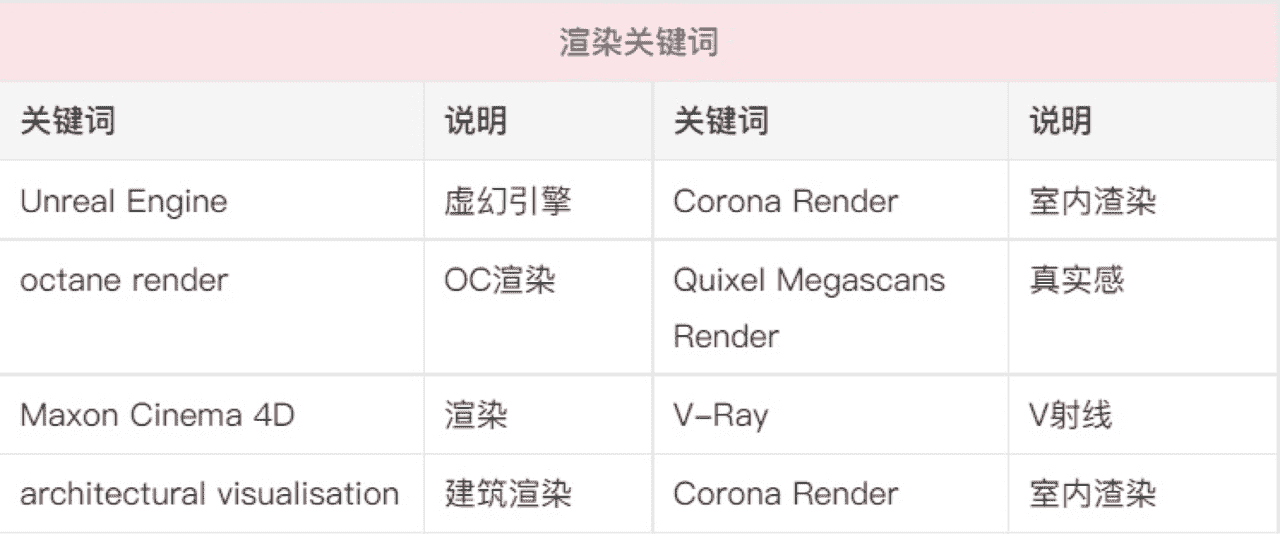 渲染关键词
关键词 说明 关键词 说明
Unreal Engine 虚幻引擎 Corona Render 室内渣染
octane render OC渲染 Quixel Megascans 真实感
Render
Maxon Cinema 4D 渲染 V-Ray V射线
architectural visualisation 建筑渲染 Corona Render 室内渣染